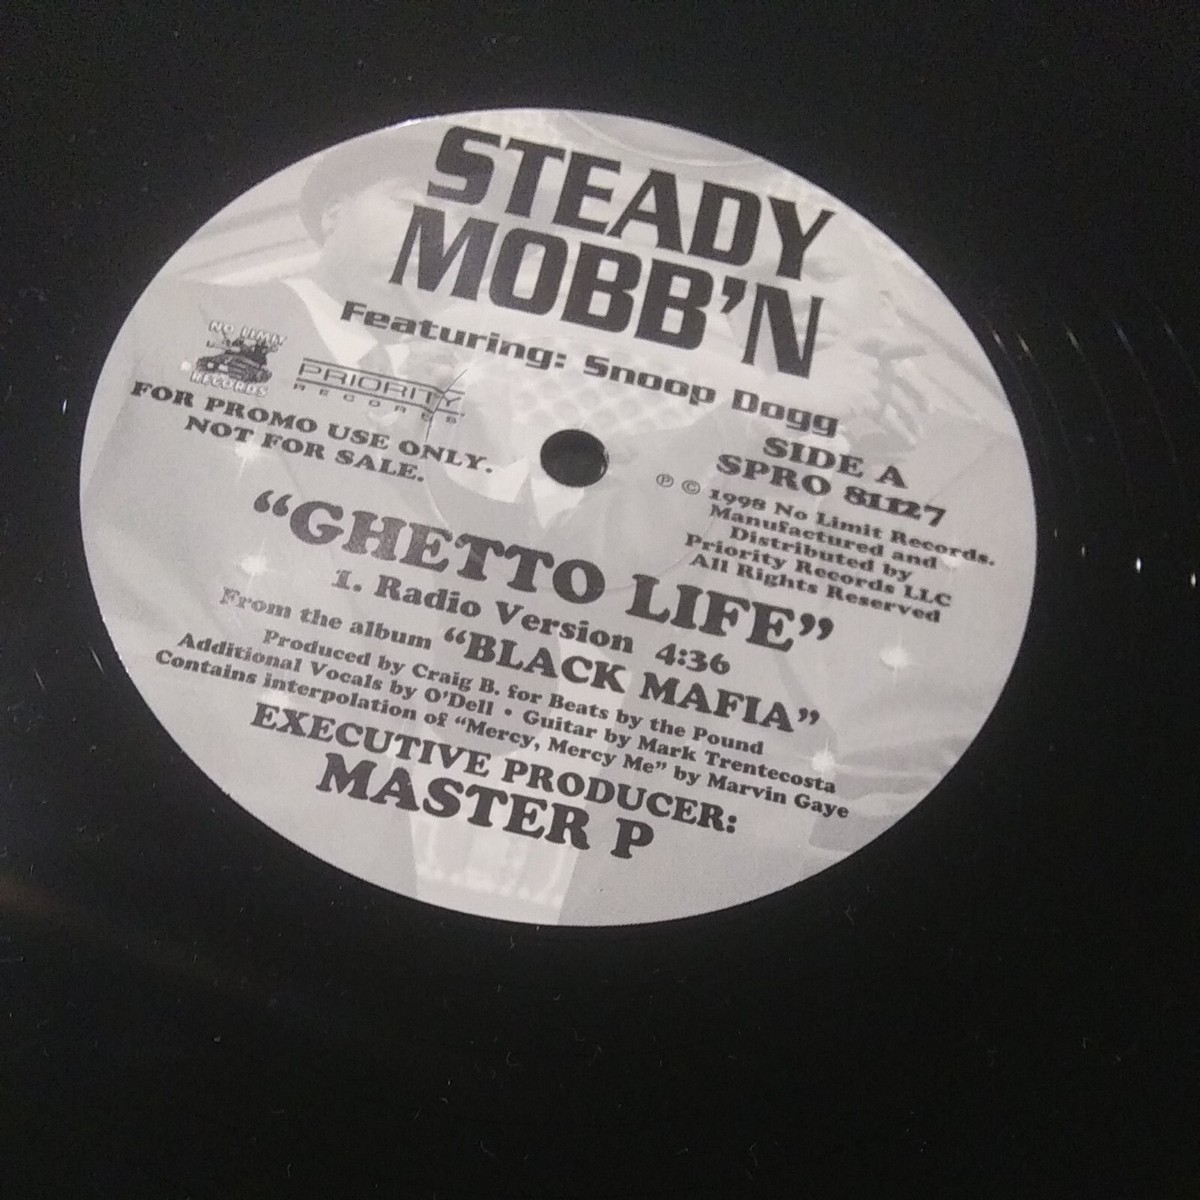 STEADY
MOBB'N
Featuring: Snoop Dogg
NO LIMIT
RECORDS
PRIORITY
RECORDS
FOR PROMO USE ONLY.
NOT FOR SALE.
SIDE A
SPRO 81127
℗ © 1998 No Limit Records.
Manufactured and
Distributed by
Priority Records LLC
All Rights Reserved
“GHETTO LIFE”
1. Radio Version 4:36
From the album “BLACK MAFIA”
Produced by Craig B. for Beats by the Pound
Additional Vocals by O'Dell • Guitar by Mark Trentecosta
Contains interpolation of “Mercy, Mercy Me” by Marvin Gaye
EXECUTIVE PRODUCER:
MASTER P